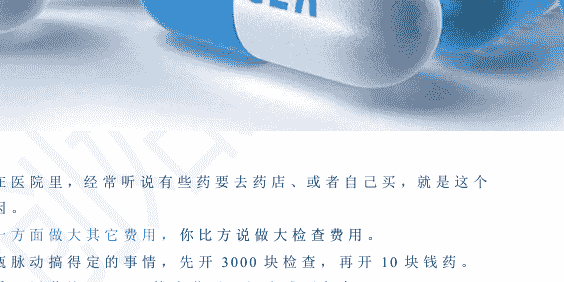 在医院里，经常听说有些药要去药店、或者自己买，就是这个
因。
一方面做大其它费用，你比方说做大检查费用。
瓶脉动搞得定的事情，先开 3000 块检查，再开 10 块钱药。